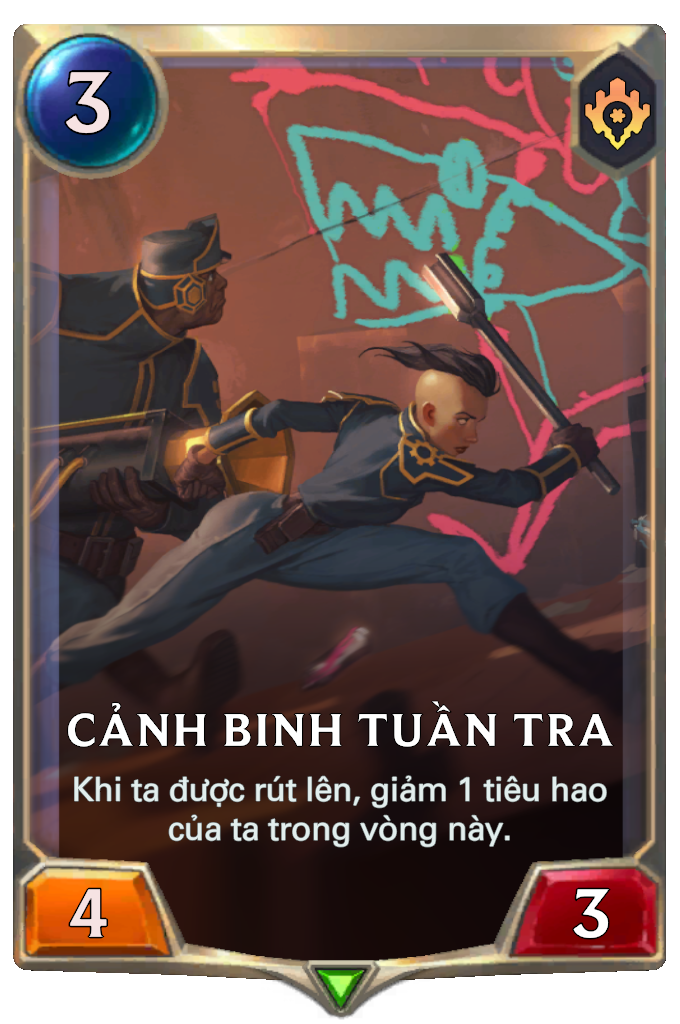 3
CẢNH BINH TUẦN TRA
Khi ta được rút lên, giảm 1 tiêu hao
của ta trong vòng này.
4
3